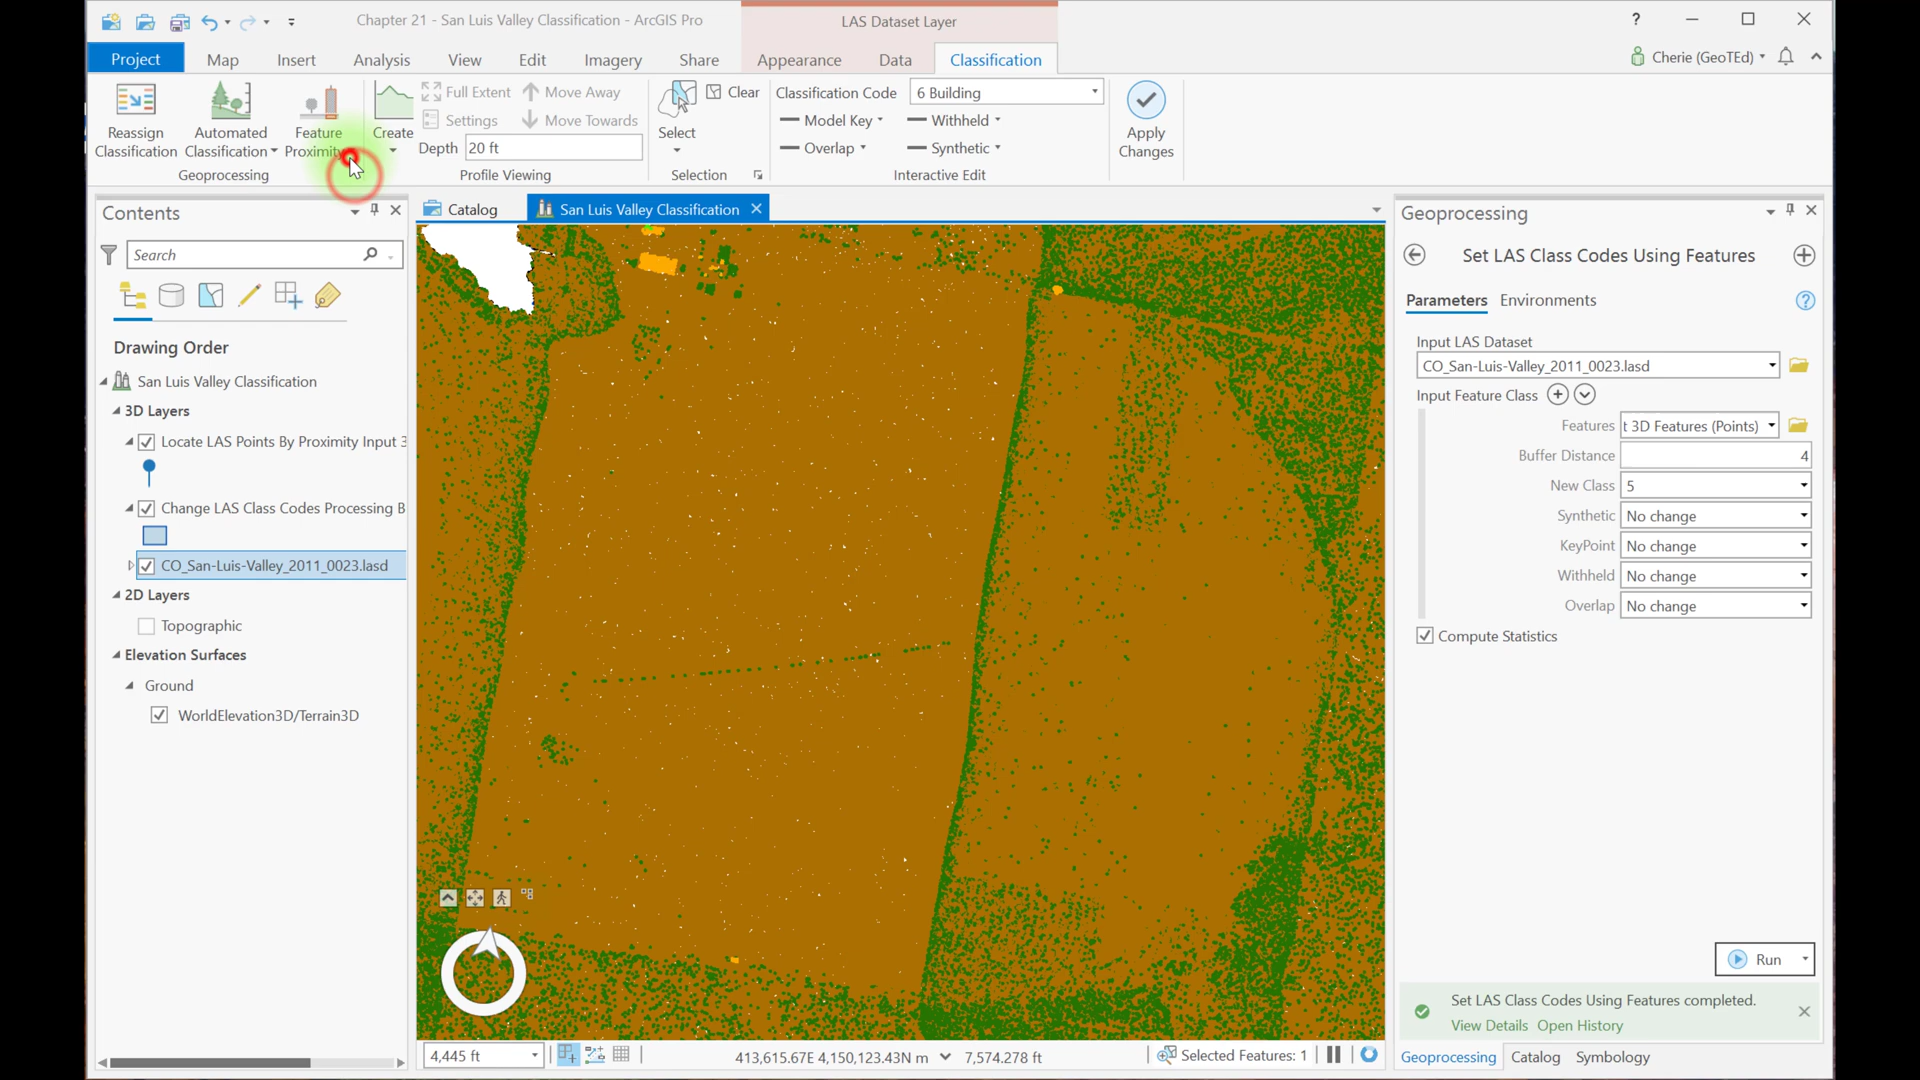 Chapter 21 - San Luis Valley Classification - ArcGIS Pro
LAS Dataset Layer
?
Project
Map
Insert
Analysis
View
Edit
Imagery
Share
Appearance
Data
Classification
Cherie (GeoTEd)
Reassign
Classification
Automated
Classification
Feature
Proximity
Geoprocessing
Create
Full Extent
Settings
Move Away
Move Towards
Depth
20 ft
Profile Viewing
Select
Clear
Selection
Classification Code
6 Building
Model Key
Withheld
Overlap
Synthetic
Interactive Edit
Apply
Changes
Contents
Search
Drawing Order
San Luis Valley Classification
3D Layers
Locate LAS Points By Proximity Input 3
Change LAS Class Codes Processing B
CO_San-Luis-Valley_2011_0023.lasd
2D Layers
Topographic
Elevation Surfaces
Ground
WorldElevation3D/Terrain3D
Catalog
San Luis Valley Classification
4,445 ft
413,615.67E 4,150,123.43N m
7,574.278 ft
Selected Features: 1
Geoprocessing
Set LAS Class Codes Using Features
Parameters
Environments
?
Input LAS Dataset
CO_San-Luis-Valley_2011_0023.lasd
Input Feature Class
Features
t 3D Features (Points)
Buffer Distance
4
New Class
5
Synthetic
No change
KeyPoint
No change
Withheld
No change
Overlap
No change
Compute Statistics
Run
Set LAS Class Codes Using Features completed.
View Details
Open History
Geoprocessing
Catalog
Symbology